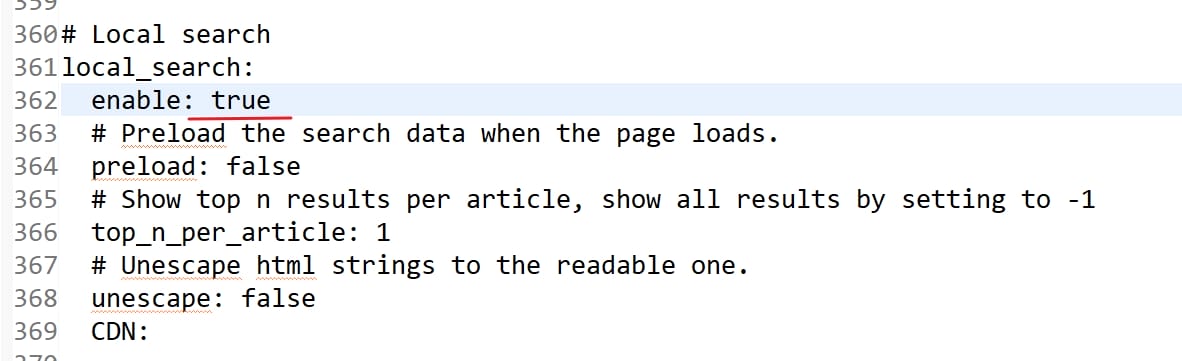 359
360 # Local search
361 local_search:
362   enable: true
363   # Preload the search data when the page loads.
364   preload: false
365   # Show top n results per article, show all results by setting to -1
366   top_n_per_article: 1
367   # Unescape html strings to the readable one.
368   unescape: false
369   CDN:
370